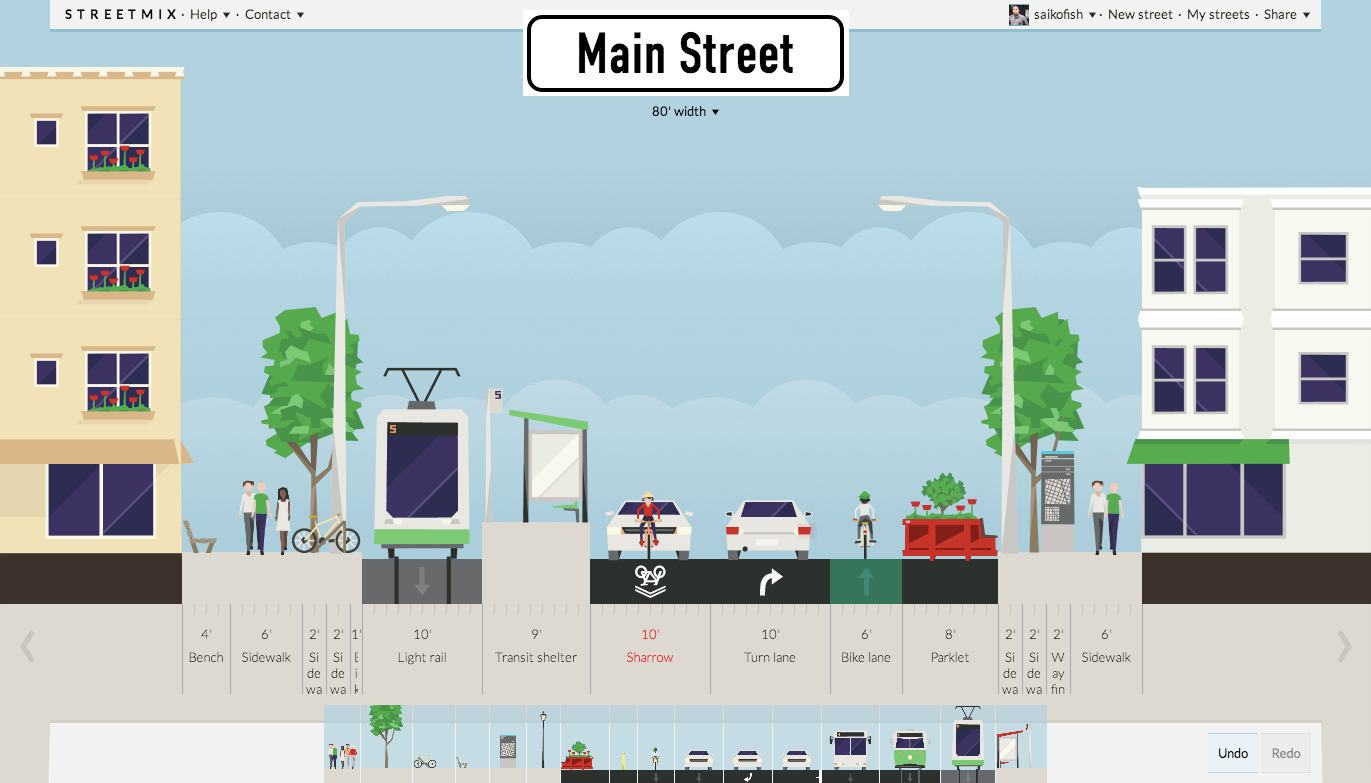 STREETMIX · Help ▼ · Contact ▼
saikofish ▼ · New street · My streets · Share ▼
Main Street
80' width ▼
S
S
4' 6' 2' 2' 1' 10' 9' 10' 10' 6' 8' 2' 2' 2' 6'
Bench Sidewalk Si Si Light rail Transit shelter Sharrow Turn lane Bike lane Parklet Si Si W Sidewalk
de de de de ay
wa wa wa wa fin
Undo Redo